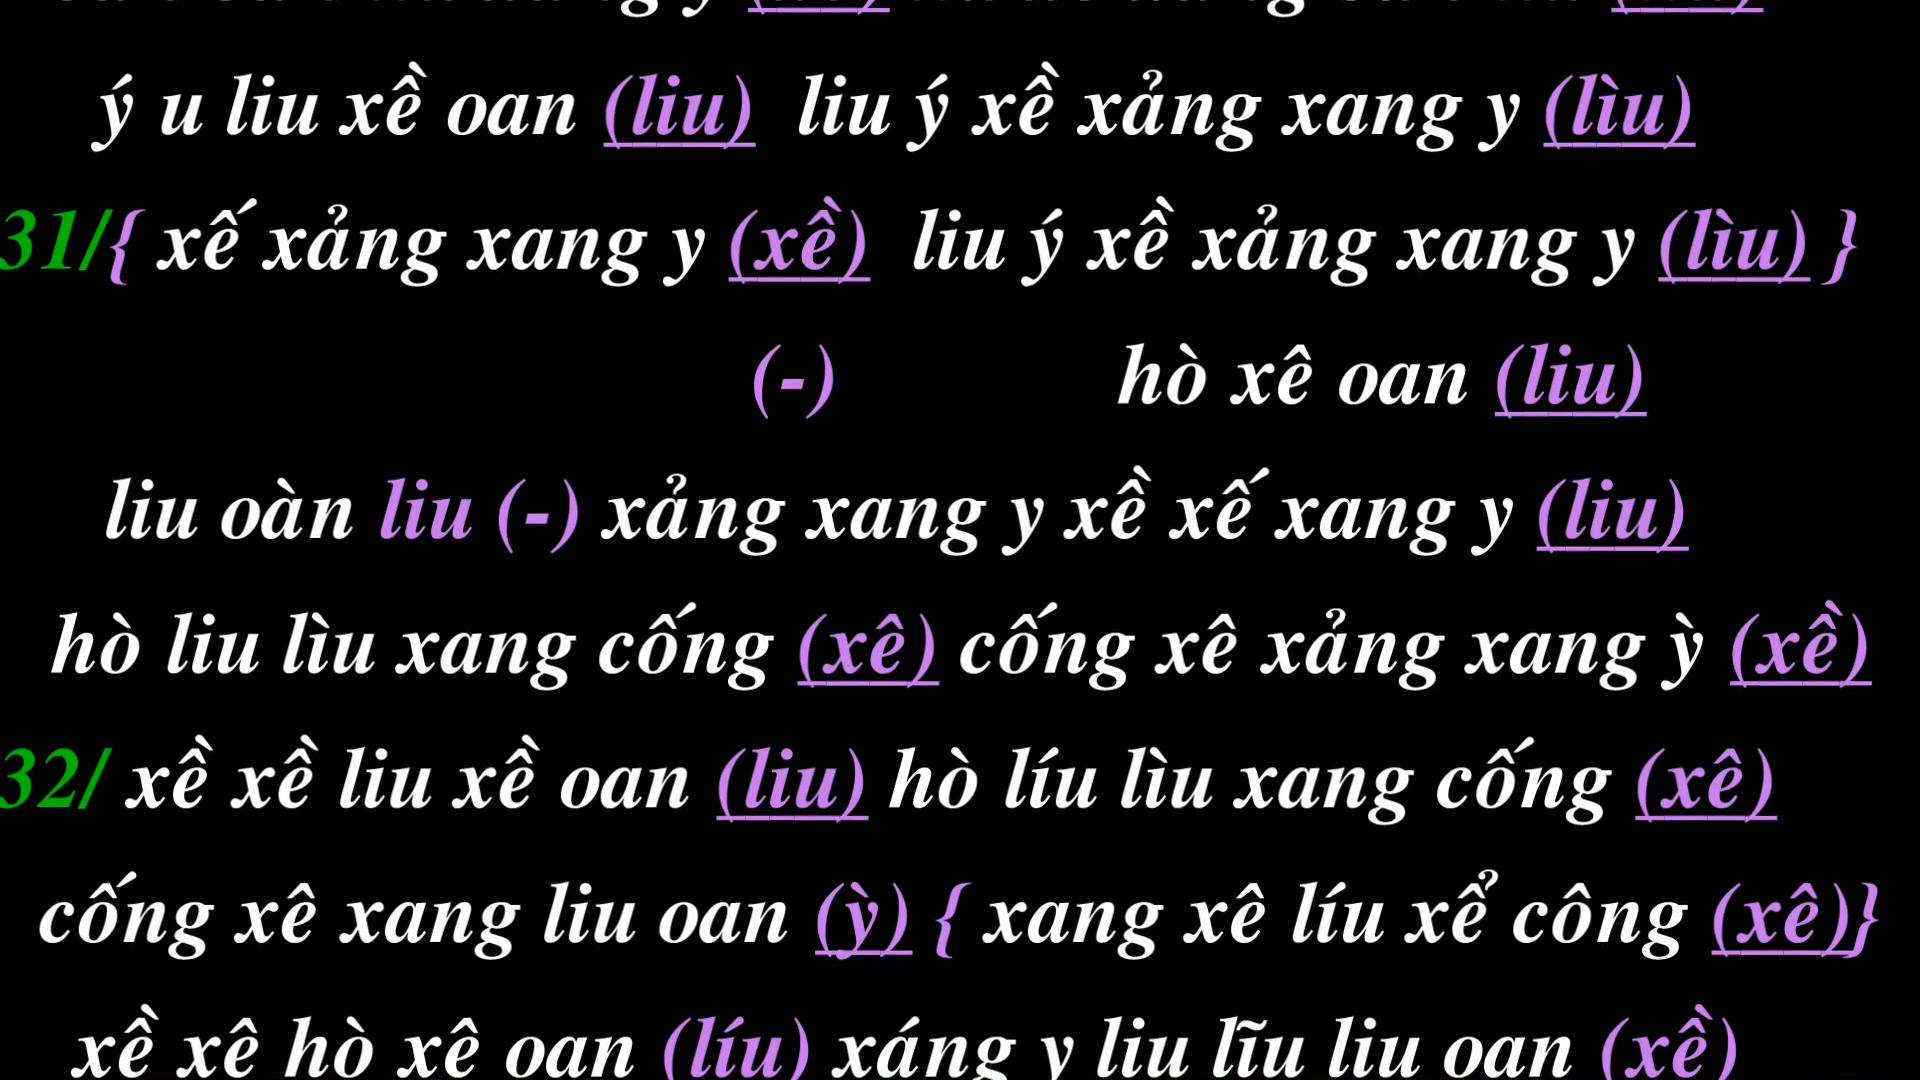 ý u liu xề oan (liu) liu ý xề xảng xang y (lìu)
31/{ xế xảng xang y (xề) liu ý xề xảng xang y (lìu) }
(-) hò xê oan (liu)
liu oàn liu (-) xảng xang y xề xế xang y (liu)
hò liu lìu xang cống (xê) cống xê xảng xang ỳ (xề)
32/ xề xề liu xề oan (liu) hò líu lìu xang cống (xê)
cống xê xang liu oan (ỳ) { xang xê líu xể công (xê)}
xề xê hò xê oan (líu) xáng y liu lĩu liu oan (xề)